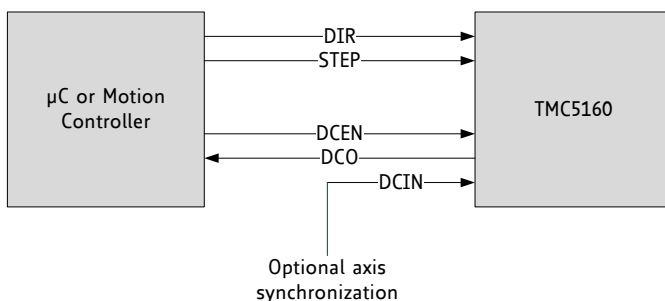 DIR
STEP
µC or Motion
Controller
TMC5160
DCEN
DCO
DCIN
Optional axis
synchronization